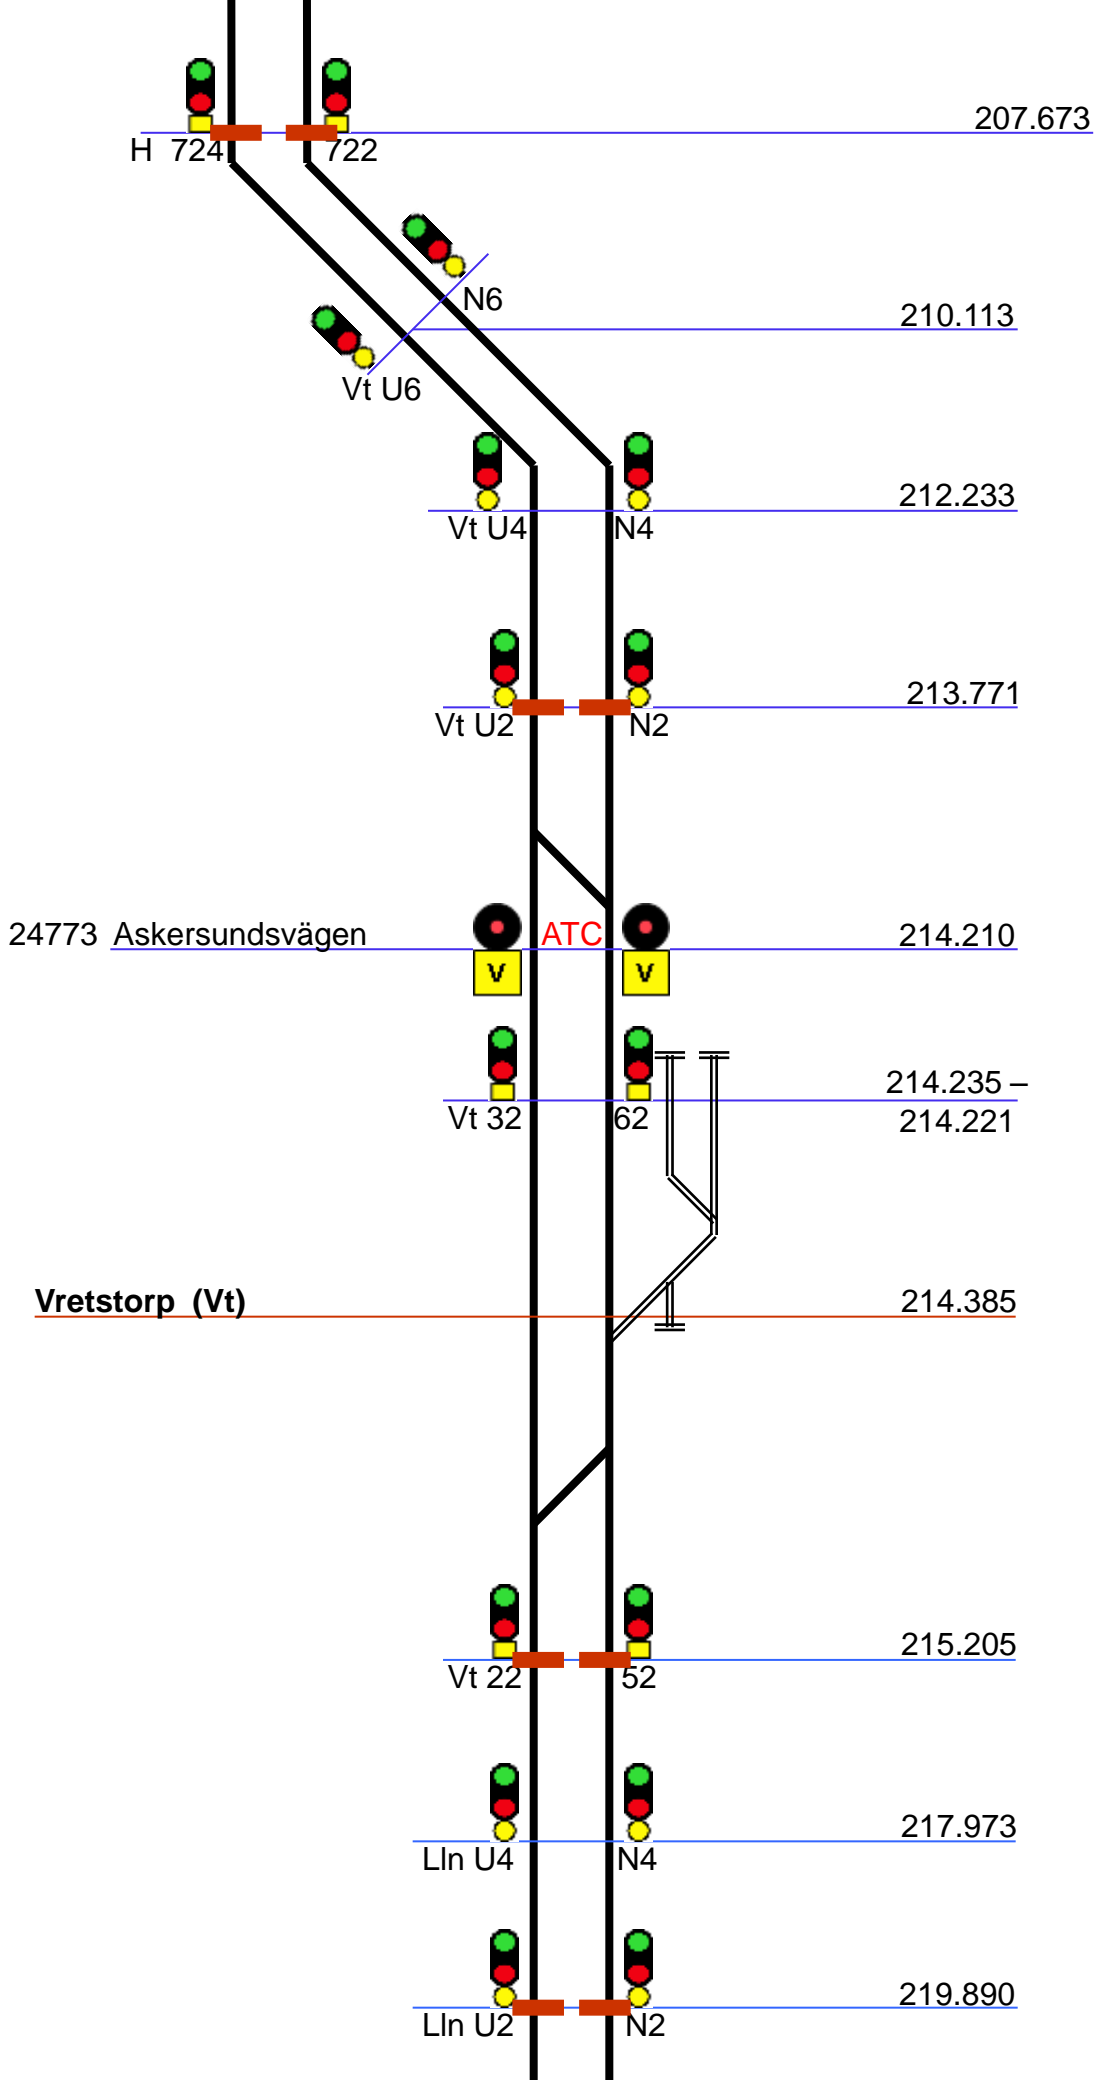 207.673
H 724 722
N6
210.113
Vt U6
212.233
Vt U4 N4
213.771
Vt U2 N2
24773 Askersundsvägen ATC 214.210
V V
214.235 –
Vt 32 62 214.221
Vretstorp (Vt) 214.385
215.205
Vt 22 52
217.973
Lln U4 N4
219.890
Lln U2 N2